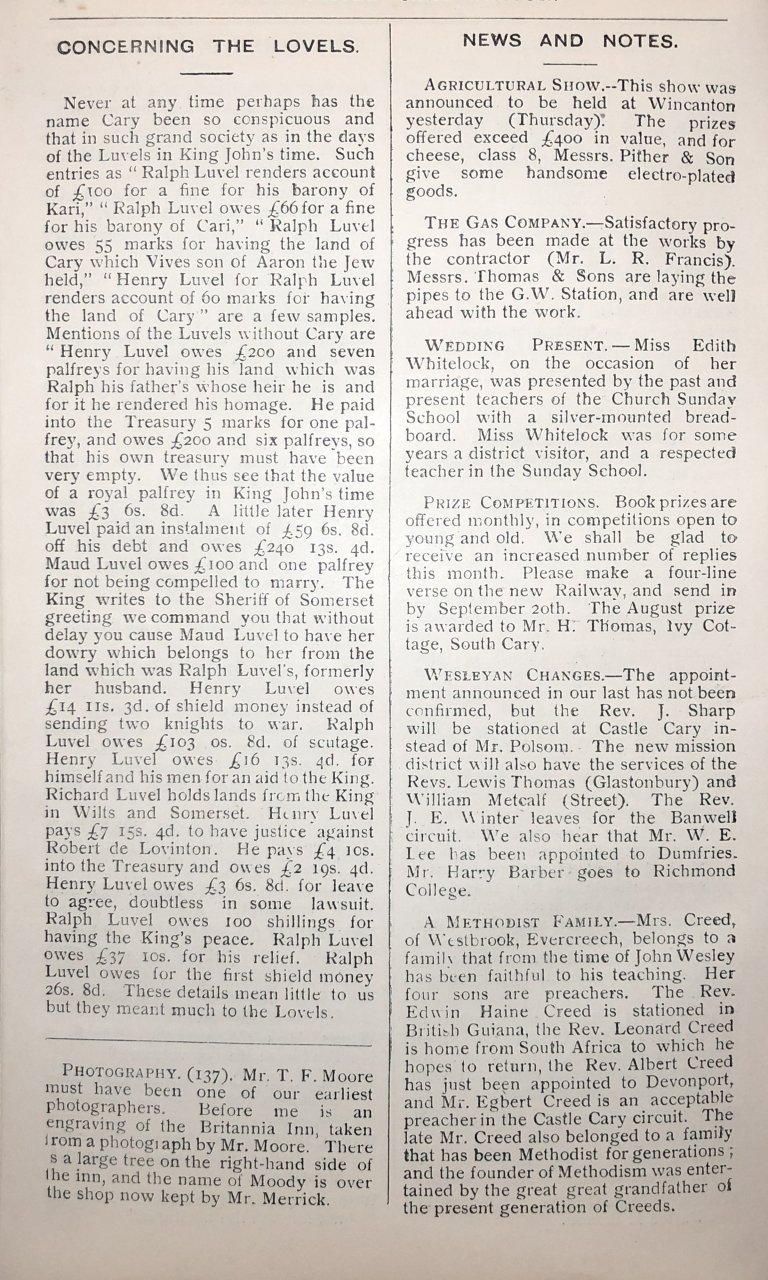 CONCERNING THE LOVELS.
Never at any time perhaps has the
name Cary been so conspicuous and
that in such grand society as in the days
of the Luvels in King John's time. Such
entries as " Ralph Luvel renders account
of £100 for a fine for his barony of
Kari," " Ralph Luvel owes £66 for a fine
for his barony of Cari," " Ralph Luvel
owes 55 marks for having the land of
Cary which Vives son of Aaron the Jew
held," " Henry Luvel for Ralph Luvel
renders account of 60 marks for having
the land of Cary " are a few samples.
Mentions of the Luvels without Cary are
" Henry Luvel owes £200 and seven
palfreys for having his land which was
Ralph his father's whose heir he is and
for it he rendered his homage. He paid
into the Treasury 5 marks for one pal-
frey, and owes £200 and six palfreys, so
that his own treasury must have been
very empty. We thus see that the value
of a royal palfrey in King John's time
was £3 6s. 8d. A little later Henry
Luvel paid an instalment of £59 6s. 8d.
off his debt and owes £240 13s. 4d.
Maud Luvel owes £100 and one palfrey
for not being compelled to marry. The
King writes to the Sheriff of Somerset
greeting we command you that without
delay you cause Maud Luvel to have her
dowry which belongs to her from the
land which was Ralph Luvel's, formerly
her husband. Henry Luvel owes
£14 11s. 3d. of shield money instead of
sending two knights to war. Ralph
Luvel owes £103 0s. 8d. of scutage.
Henry Luvel owes £16 13s. 4d. for
himself and his men for an aid to the King.
Richard Luvel holds lands from the King
in Wilts and Somerset. Henry Luvel
pays £7 15s. 4d. to have justice against
Robert de Lovinton. He pays £4 10s.
into the Treasury and owes £2 19s. 4d.
Henry Luvel owes £3 6s. 8d. for leave
to agree, doubtless in some lawsuit.
Ralph Luvel owes 100 shillings for
having the King's peace. Ralph Luvel
owes £37 10s. for his relief. Ralph
Luvel owes for the first shield money
26s. 8d. These details mean little to us
but they meant much to the Lovels.
PHOTOGRAPHY. (137). Mr. T. F. Moore
must have been one of our earliest
photographers. Before me is an
engraving of the Britannia Inn, taken
from a photograph by Mr. Moore. There
s a large tree on the right-hand side of
the inn, and the name of Moody is over
the shop now kept by Mr. Merrick.
NEWS AND NOTES.
AGRICULTURAL SHOW.--This show was
announced to be held at Wincanton
yesterday (Thursday). The prizes
offered exceed £400 in value, and for
cheese, class 8, Messrs. Pither & Son
give some handsome electro-plated
goods.
THE GAS COMPANY.—Satisfactory pro-
gress has been made at the works by
the contractor (Mr. L. R. Francis).
Messrs. Thomas & Sons are laying the
pipes to the G.W. Station, and are well
ahead with the work.
WEDDING PRESENT. — Miss Edith
Whitelock, on the occasion of her
marriage, was presented by the past and
present teachers of the Church Sunday
School with a silver-mounted bread-
board. Miss Whitelock was for some
years a district visitor, and a respected
teacher in the Sunday School.
PRIZE COMPETITIONS. Book prizes are
offered monthly, in competitions open to
young and old. We shall be glad to
receive an increased number of replies
this month. Please make a four-line
verse on the new Railway, and send in
by September 20th. The August prize
is awarded to Mr. H. Thomas, Ivy Cot-
tage, South Cary.
WESLEYAN CHANGES.—The appoint-
ment announced in our last has not been
confirmed, but the Rev. J. Sharp
will be stationed at Castle Cary in-
stead of Mr. Polsom. The new mission
district will also have the services of the
Revs. Lewis Thomas (Glastonbury) and
William Metcalf (Street). The Rev.
J. E. Winter leaves for the Banwell
circuit. We also hear that Mr. W. E.
Lee has been appointed to Dumfries.
Mr. Harry Barber goes to Richmond
College.
A METHODIST FAMILY.—Mrs. Creed,
of Westbrook, Evercreech, belongs to a
family that from the time of John Wesley
has been faithful to his teaching. Her
four sons are preachers. The Rev.
Edwin Haine Creed is stationed in
British Guiana, the Rev. Leonard Creed
is home from South Africa to which he
hopes to return, the Rev. Albert Creed
has just been appointed to Devonport,
and Mr. Egbert Creed is an acceptable
preacher in the Castle Cary circuit. The
late Mr. Creed also belonged to a family
that has been Methodist for generations ;
and the founder of Methodism was enter-
tained by the great great grandfather of
the present generation of Creeds.